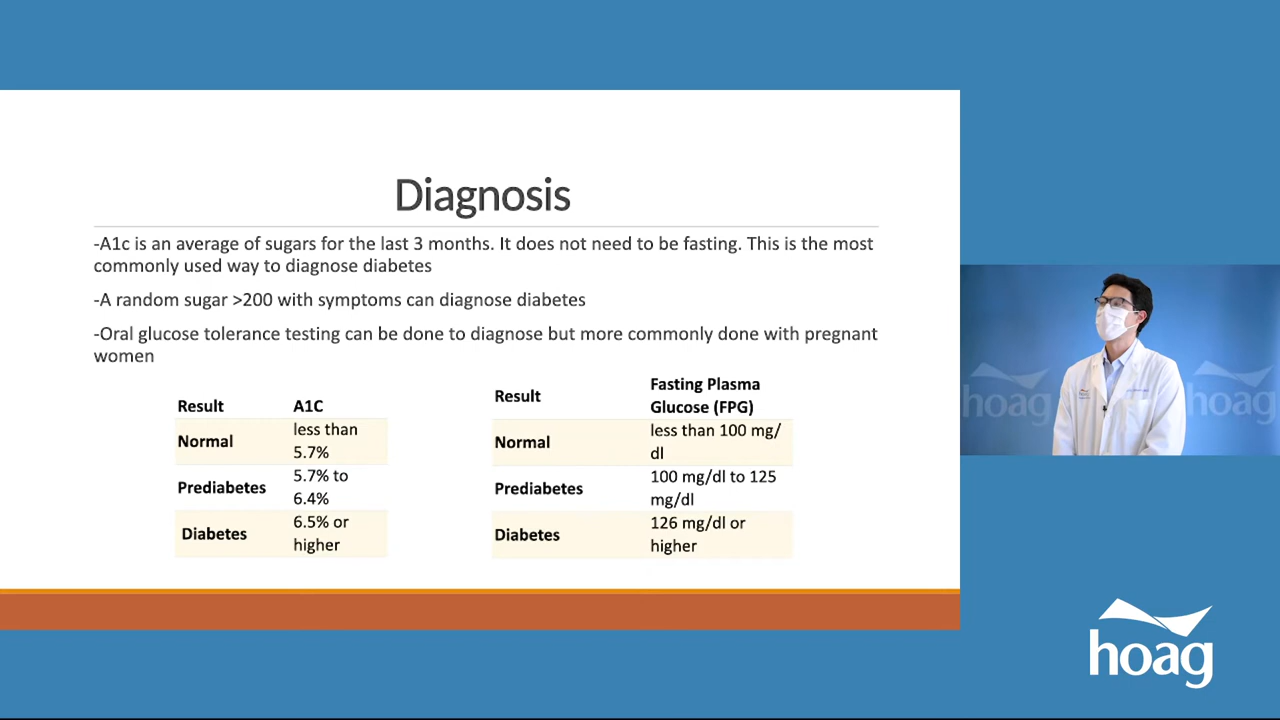 Diagnosis
-A1c is an average of sugars for the last 3 months. It does not need to be fasting. This is the most
commonly used way to diagnose diabetes
-A random sugar >200 with symptoms can diagnose diabetes
-Oral glucose tolerance testing can be done to diagnose but more commonly done with pregnant
women
Result A1C
Normal less than
5.7%
Prediabetes 5.7% to
6.4%
Diabetes 6.5% or
higher
Result Fasting Plasma
Glucose (FPG)
Normal less than 100 mg/
dl
Prediabetes 100 mg/dl to 125
mg/dl
Diabetes 126 mg/dl or
higher
hoag
hoag
hoag